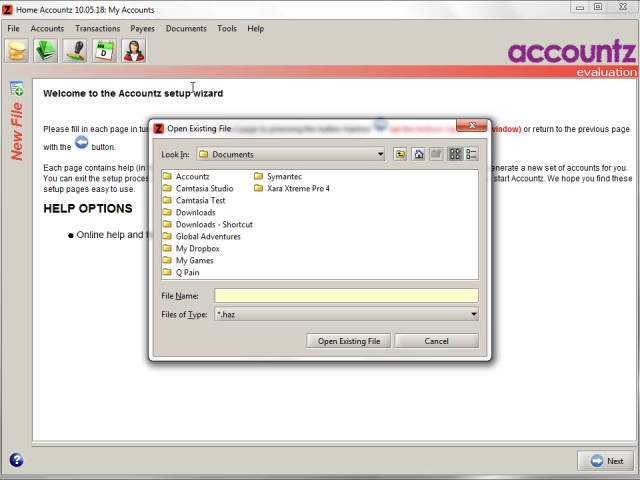 Home Accountz 10.05.18: My Accounts
File Accounts Transactions Payees Documents Tools Help
accountz
evaluation
New File
Welcome to the Accountz setup wizard
Please fill in each page in turn
window) or return to the previous page
with the button.
Each page contains help (in
generate a new set of accounts for you.
You can exit the setup proces
start Accountz. We hope you find these
setup pages easy to use.
HELP OPTIONS
Online help and t
Open Existing File
Look In: Documents
Accountz
Camtasia Studio
Camtasia Test
Downloads
Downloads - Shortcut
Global Adventures
My Dropbox
My Games
Q Pain
Symantec
Xara Xtreme Pro 4
File Name:
Files of Type: *.haz
Open Existing File Cancel
Next